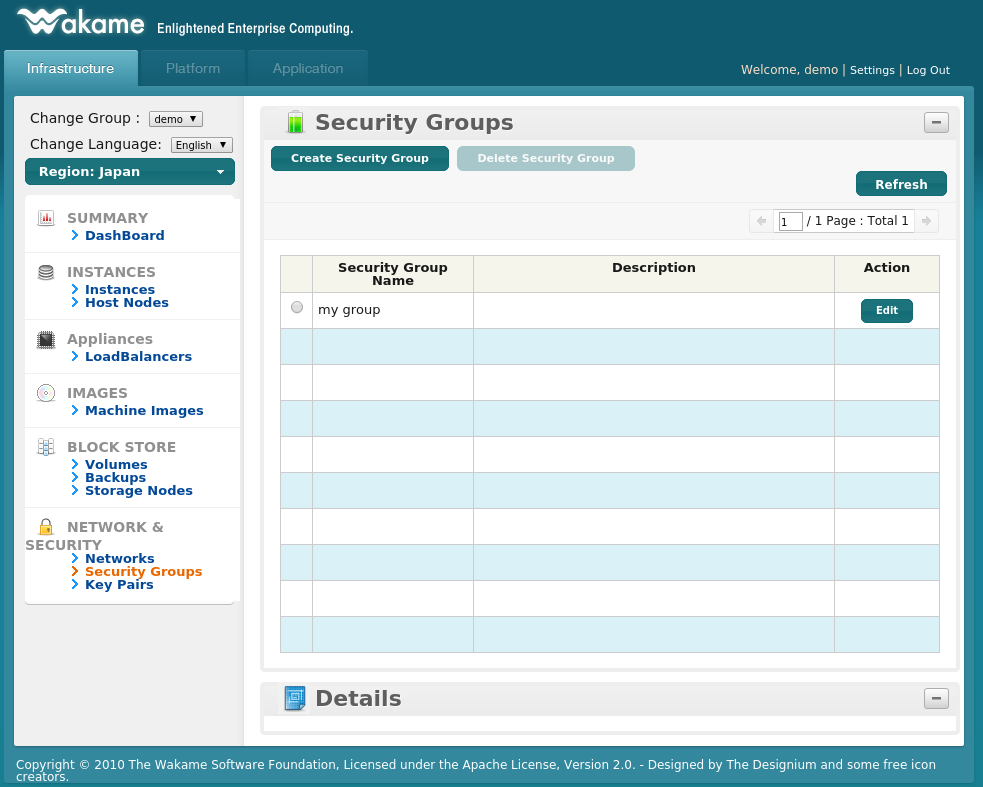 Wakame Enlightened Enterprise Computing.
Infrastructure Platform Application
Welcome, demo | Settings | Log Out
Change Group : demo
Change Language: English
Region: Japan
SUMMARY
DashBoard
INSTANCES
Instances
Host Nodes
Appliances
LoadBalancers
IMAGES
Machine Images
BLOCK STORE
Volumes
Backups
Storage Nodes
NETWORK &
SECURITY
Networks
Security Groups
Key Pairs
Security Groups
Create Security Group Delete Security Group
Refresh
1 / 1 Page : Total 1
Security Group
Name
Description
Action
my group
Edit
Details
Copyright © 2010 The Wakame Software Foundation, Licensed under the Apache License, Version 2.0. - Designed by The Designium and some free icon
creators.